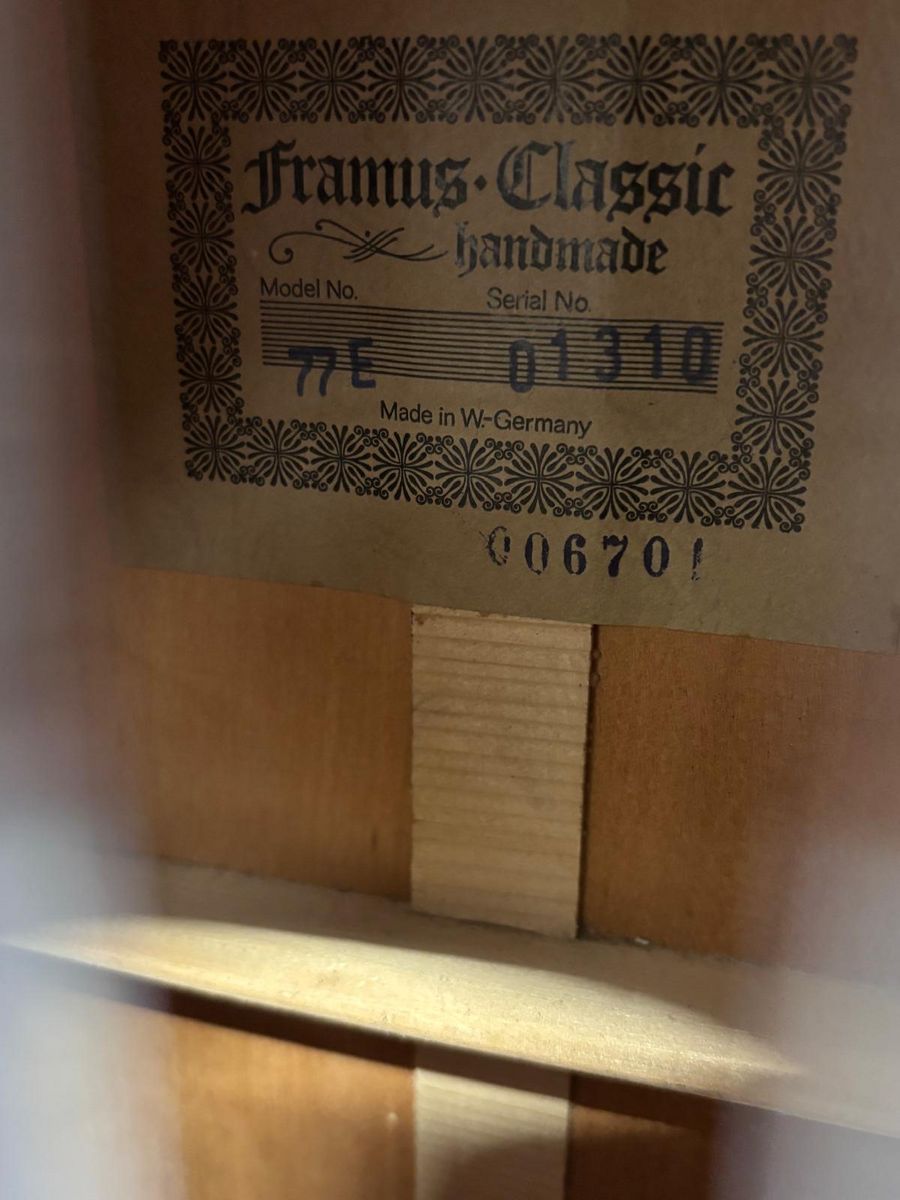 Framus·Classic
handmade
Model No. Serial No.
77E 01310
Made in W.-Germany
006701